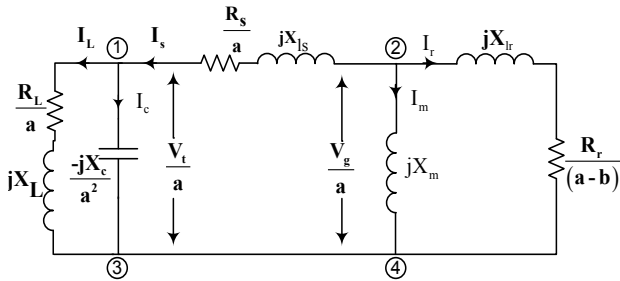 I_L ① I_s R_s/a jX_ls ② I_r jX_lr
R_L/a
I_c
I_m
jX_L
-jX_c/a²
V_t/a
V_g/a
jX_m
R_r/(a-b)
③ ④